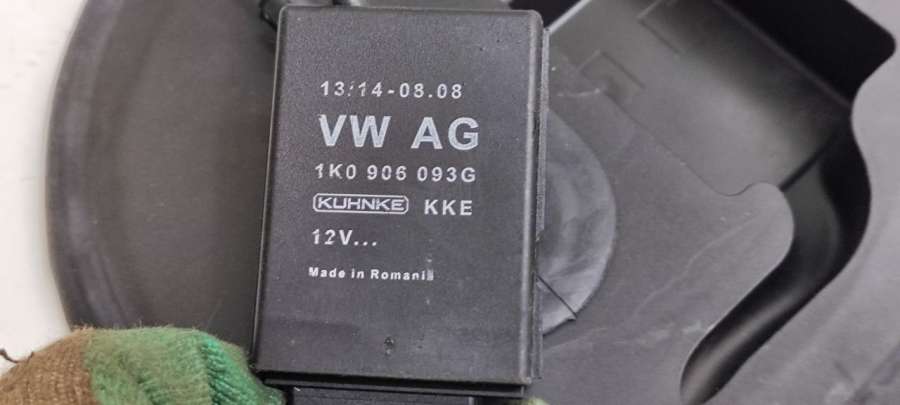 13/14-08.08
VW AG
1K0 906 093G
KUHNKE KKE
12V...
Made in Romania